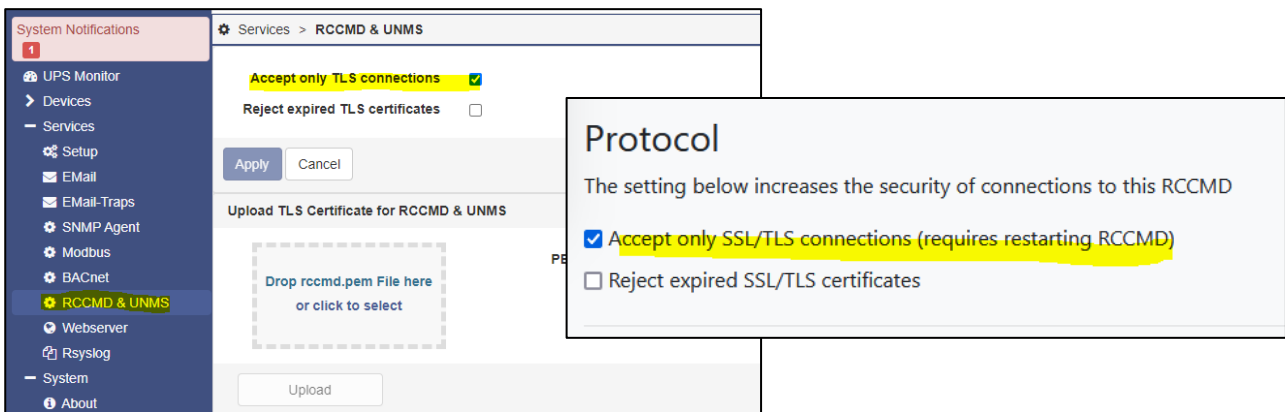 System Notifications
1
UPS Monitor
Devices
Services
Setup
EMail
EMail-Traps
SNMP Agent
Modbus
BACnet
RCCMD & UNMS
Webserver
Rsyslog
System
About
Services > RCCMD & UNMS
Accept only TLS connections
Reject expired TLS certificates
Apply Cancel
Upload TLS Certificate for RCCMD & UNMS
PE
Drop rccmd.pem File here
or click to select
Upload
Protocol
The setting below increases the security of connections to this RCCMD
Accept only SSL/TLS connections (requires restarting RCCMD)
Reject expired SSL/TLS certificates